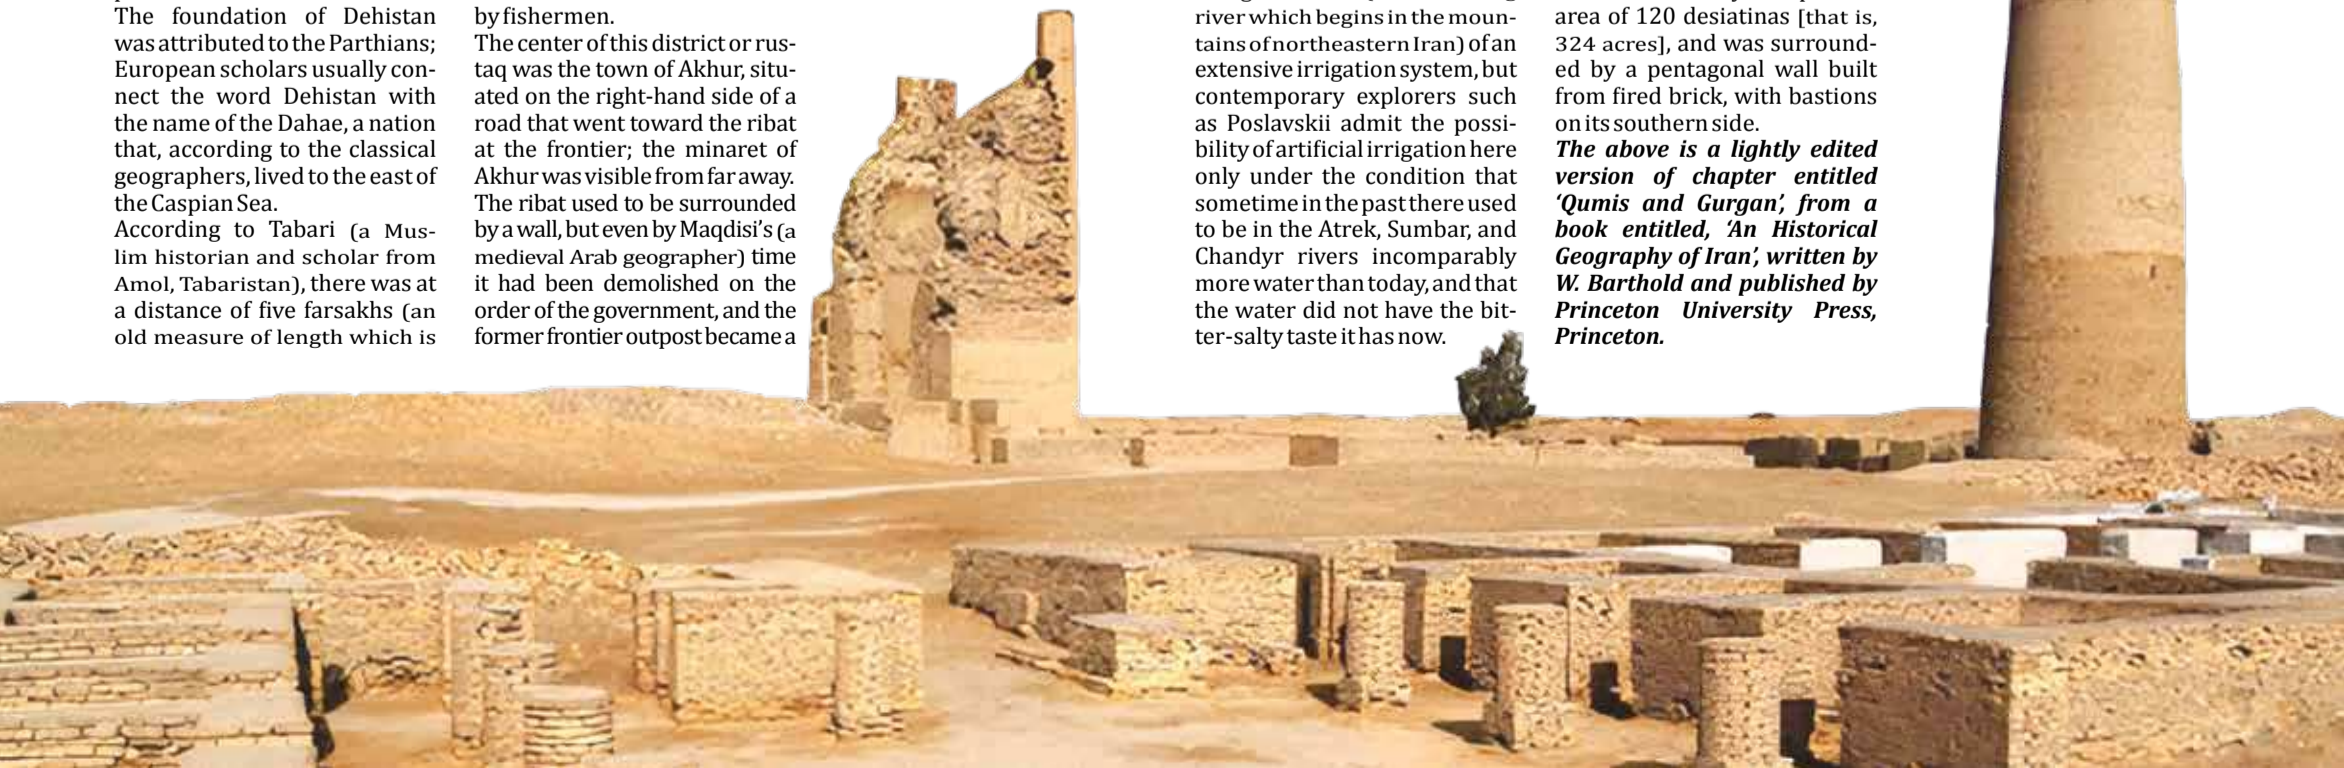 The foundation of Dehistan
was attributed to the Parthians;
European scholars usually con-
nect the word Dehistan with
the name of the Dahae, a nation
that, according to the classical
geographers, lived to the east of
the Caspian Sea.
According to Tabari (a Mus-
lim historian and scholar from
Amol, Tabaristan), there was at
a distance of five farsakhs (an
old measure of length which is
by fishermen.
The center of this district or rus-
taq was the town of Akhur, situ-
ated on the right-hand side of a
road that went toward the ribat
at the frontier; the minaret of
Akhur was visible from far away.
The ribat used to be surrounded
by a wall, but even by Maqdisi's (a
medieval Arab geographer) time
it had been demolished on the
order of the government, and the
former frontier outpost became a
river which begins in the moun-
tains of northeastern Iran) of an
extensive irrigation system, but
contemporary explorers such
as Poslavskii admit the possi-
bility of artificial irrigation here
only under the condition that
sometime in the past there used
to be in the Atrek, Sumbar, and
Chandyr rivers incomparably
more water than today, and that
the water did not have the bit-
ter-salty taste it has now.
area of 120 desiatinas [that is,
324 acres], and was surround-
ed by a pentagonal wall built
from fired brick, with bastions
on its southern side.
The above is a lightly edited
version of chapter entitled
‘Qumis and Gurgan’, from a
book entitled, ‘An Historical
Geography of Iran’, written by
W. Barthold and published by
Princeton University Press,
Princeton.